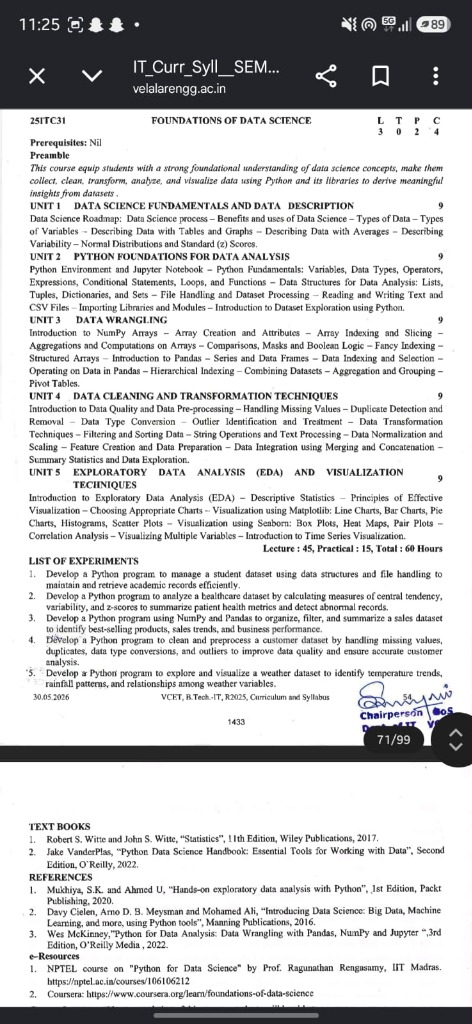 11:25
5G
89
IT_Curr_Syll__SEM...
velalarengg.ac.in
25ITC31 FOUNDATIONS OF DATA SCIENCE L T P C
3 0 2 4
Prerequisites: Nil
Preamble
This course equip students with a strong foundational understanding of data science concepts, make them
collect, clean, transform, analyze, and visualize data using Python and its libraries to derive meaningful
insights from datasets .
UNIT 1 DATA SCIENCE FUNDAMENTALS AND DATA DESCRIPTION 9
Data Science Roadmap: Data Science process – Benefits and uses of Data Science – Types of Data – Types
of Variables – Describing Data with Tables and Graphs – Describing Data with Averages – Describing
Variability – Normal Distributions and Standard (z) Scores.
UNIT 2 PYTHON FOUNDATIONS FOR DATA ANALYSIS 9
Python Environment and Jupyter Notebook – Python Fundamentals: Variables, Data Types, Operators,
Expressions, Conditional Statements, Loops, and Functions – Data Structures for Data Analysis: Lists,
Tuples, Dictionaries, and Sets – File Handling and Dataset Processing – Reading and Writing Text and
CSV Files – Importing Libraries and Modules – Introduction to Dataset Exploration using Python.
UNIT 3 DATA WRANGLING 9
Introduction to NumPy Arrays – Array Creation and Attributes – Array Indexing and Slicing –
Aggregations and Computations on Arrays – Comparisons, Masks and Boolean Logic – Fancy Indexing –
Structured Arrays – Introduction to Pandas – Series and Data Frames – Data Indexing and Selection –
Operating on Data in Pandas – Hierarchical Indexing – Combining Datasets – Aggregation and Grouping –
Pivot Tables.
UNIT 4 DATA CLEANING AND TRANSFORMATION TECHNIQUES 9
Introduction to Data Quality and Data Pre-processing – Handling Missing Values – Duplicate Detection and
Removal – Data Type Conversion – Outlier Identification and Treatment – Data Transformation
Techniques – Filtering and Sorting Data – String Operations and Text Processing – Data Normalization and
Scaling – Feature Creation and Data Preparation – Data Integration using Merging and Concatenation –
Summary Statistics and Data Exploration.
UNIT 5 EXPLORATORY DATA ANALYSIS (EDA) AND VISUALIZATION 9
TECHNIQUES
Introduction to Exploratory Data Analysis (EDA) – Descriptive Statistics – Principles of Effective
Visualization – Choosing Appropriate Charts – Visualization using Matplotlib: Line Charts, Bar Charts, Pie
Charts, Histograms, Scatter Plots – Visualization using Seaborn: Box Plots, Heat Maps, Pair Plots –
Correlation Analysis – Visualizing Multiple Variables – Introduction to Time Series Visualization.
Lecture : 45, Practical : 15, Total : 60 Hours
LIST OF EXPERIMENTS
1. Develop a Python program to manage a student dataset using data structures and file handling to
maintain and retrieve academic records efficiently.
2. Develop a Python program to analyze a healthcare dataset by calculating measures of central tendency,
variability, and z-scores to summarize patient health metrics and detect abnormal records.
3. Develop a Python program using NumPy and Pandas to organize, filter, and summarize a sales dataset
to identify best-selling products, sales trends, and business performance.
4. Develop a Python program to clean and preprocess a customer dataset by handling missing values,
duplicates, data type conversions, and outliers to improve data quality and ensure accurate customer
analysis.
5. Develop a Python program to explore and visualize a weather dataset to identify temperature trends,
rainfall patterns, and relationships among weather variables.
30.05.2026 VCET, B.Tech.-IT, R2025, Curriculum and Syllabus 54
Chairperson BoS
1433
71/99
TEXT BOOKS
1. Robert S. Witte and John S. Witte, “Statistics”, 11th Edition, Wiley Publications, 2017.
2. Jake VanderPlas, “Python Data Science Handbook: Essential Tools for Working with Data”, Second
Edition, O'Reilly, 2022.
REFERENCES
1. Mukhiya, S.K. and Ahmed U, “Hands-on exploratory data analysis with Python”, 1st Edition, Packt
Publishing, 2020.
2. Davy Cielen, Arno D. B. Meysman and Mohamed Ali, “Introducing Data Science: Big Data, Machine
Learning, and more, using Python tools”, Manning Publications, 2016.
3. Wes McKinney,"Python for Data Analysis: Data Wrangling with Pandas, NumPy and Jupyter ",3rd
Edition, O'Reilly Media , 2022.
e-Resources
1. NPTEL course on "Python for Data Science" by Prof. Ragunathan Rengasamy, IIT Madras.
https://nptel.ac.in/courses/106106212
2. Coursera: https://www.coursera.org/learn/foundations-of-data-science